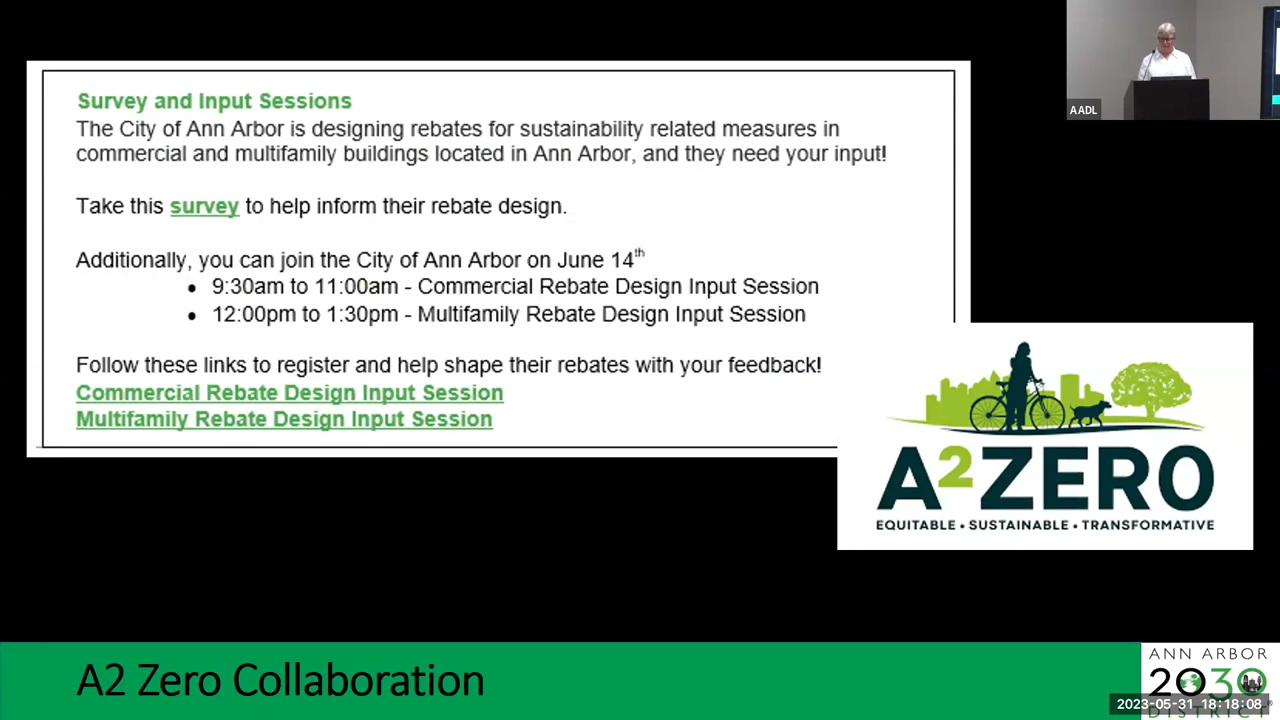 AADL
Survey and Input Sessions
The City of Ann Arbor is designing rebates for sustainability related measures in
commercial and multifamily buildings located in Ann Arbor, and they need your input!
Take this survey to help inform their rebate design.
Additionally, you can join the City of Ann Arbor on June 14th
• 9:30am to 11:00am - Commercial Rebate Design Input Session
• 12:00pm to 1:30pm - Multifamily Rebate Design Input Session
Follow these links to register and help shape their rebates with your feedback!
Commercial Rebate Design Input Session
Multifamily Rebate Design Input Session
A2ZERO
EQUITABLE • SUSTAINABLE • TRANSFORMATIVE
A2 Zero Collaboration
ANN ARBOR
2030
DISTRICT
2023-05-31 18:18:08